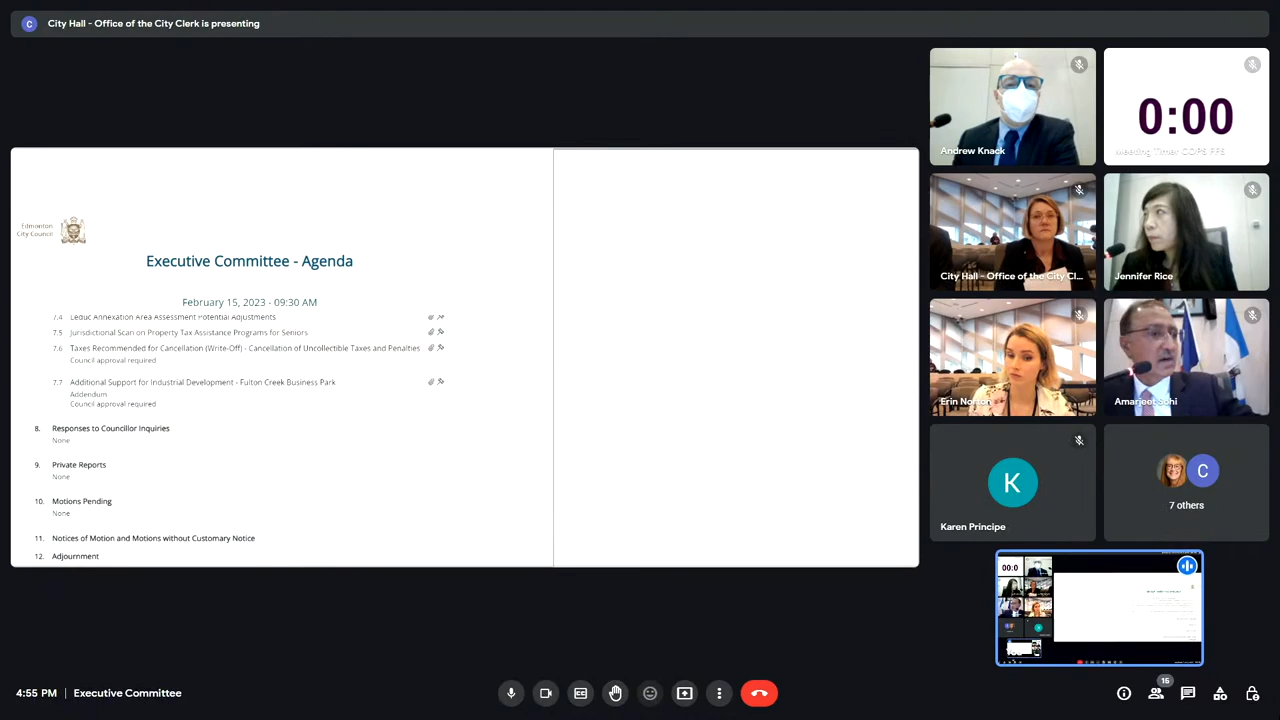 C City Hall - Office of the City Clerk is presenting
Edmonton
City Council
Executive Committee - Agenda
February 15, 2023 - 09:30 AM
7.4 Leduc Annexation Area Assessment Potential Adjustments
7.5 Jurisdictional Scan on Property Tax Assistance Programs for Seniors
7.6 Taxes Recommended for Cancellation (Write-Off) - Cancellation of Uncollectible Taxes and Penalties
Council approval required
7.7 Additional Support for Industrial Development - Fulton Creek Business Park
Addendum
Council approval required
8. Responses to Councillor Inquiries
None
9. Private Reports
None
10. Motions Pending
None
11. Notices of Motion and Motions without Customary Notice
12. Adjournment
Andrew Knack
0:00
Meeting Timer
City Hall - Office of the City Cl...
Jennifer Rice
Erin Norton
Amarjeet Sohi
K
Karen Principe
C
7 others
00:0
4:55 PM | Executive Committee
15